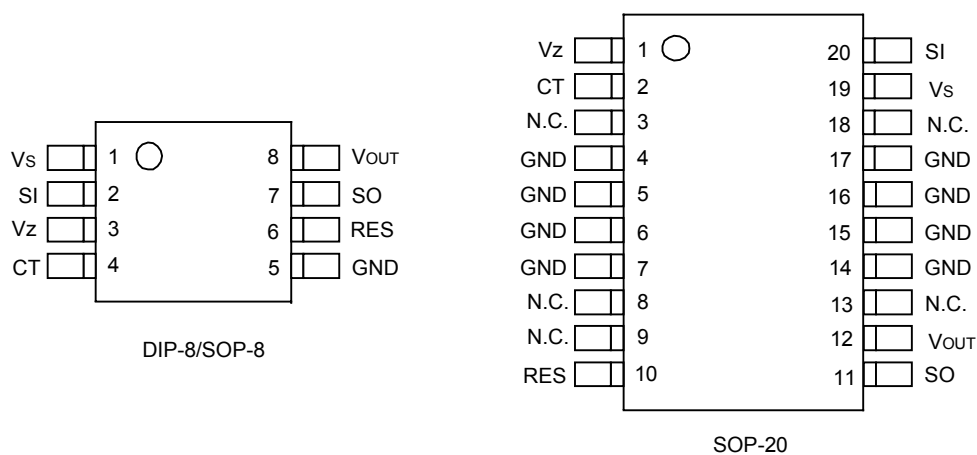 Vs 1 8 VOUT
SI 2 7 SO
Vz 3 6 RES
CT 4 5 GND
DIP-8/SOP-8
Vz 1 20 SI
CT 2 19 Vs
N.C. 3 18 N.C.
GND 4 17 GND
GND 5 16 GND
GND 6 15 GND
GND 7 14 GND
N.C. 8 13 N.C.
N.C. 9 12 VOUT
RES 10 11 SO
SOP-20